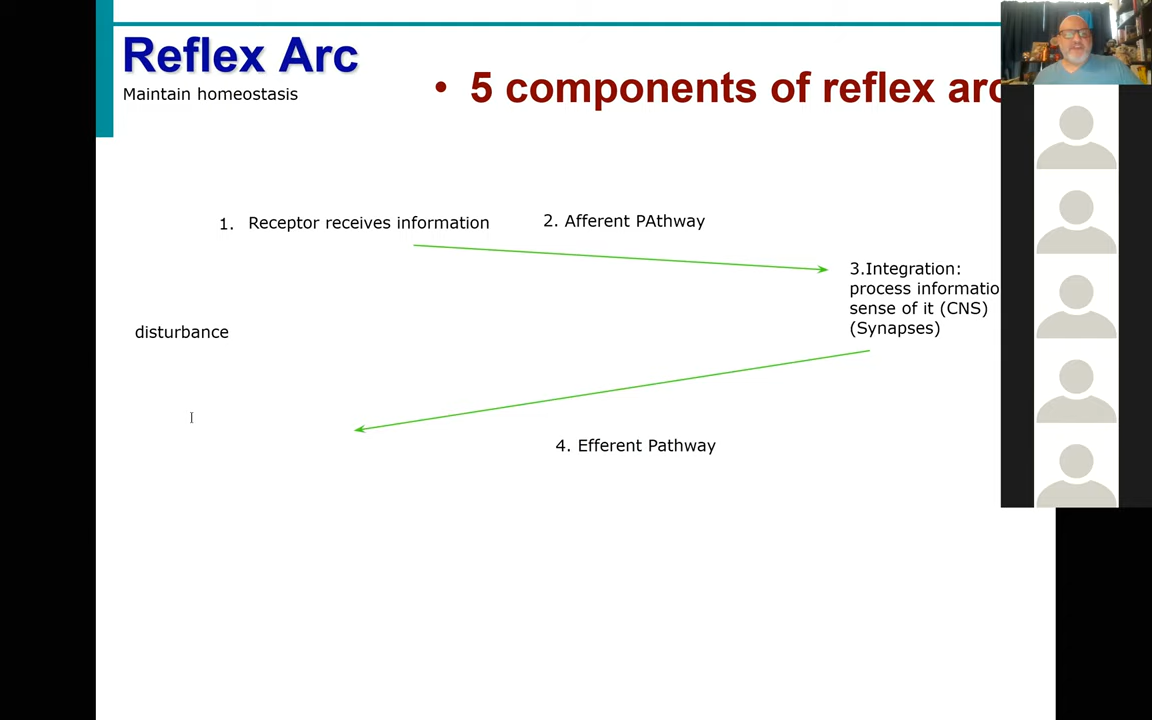 Reflex Arc
Maintain homeostasis
• 5 components of reflex arc
1. Receptor receives information
2. Afferent PAthway
3.Integration:
process informatio
sense of it (CNS)
(Synapses)
disturbance
4. Efferent Pathway